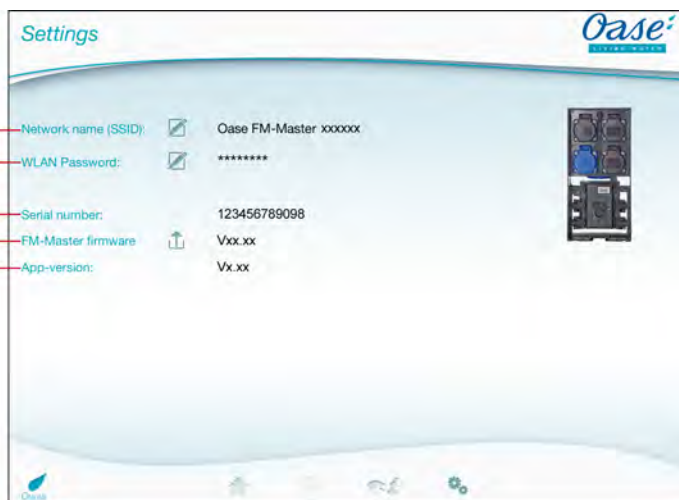 Settings
Oase
LIVING WATER
Network name (SSID): Oase FM-Master xxxxxx
WLAN Password: ********
Serial number: 123456789098
FM-Master firmware Vxx.xx
App-version: Vx.xx
Oase